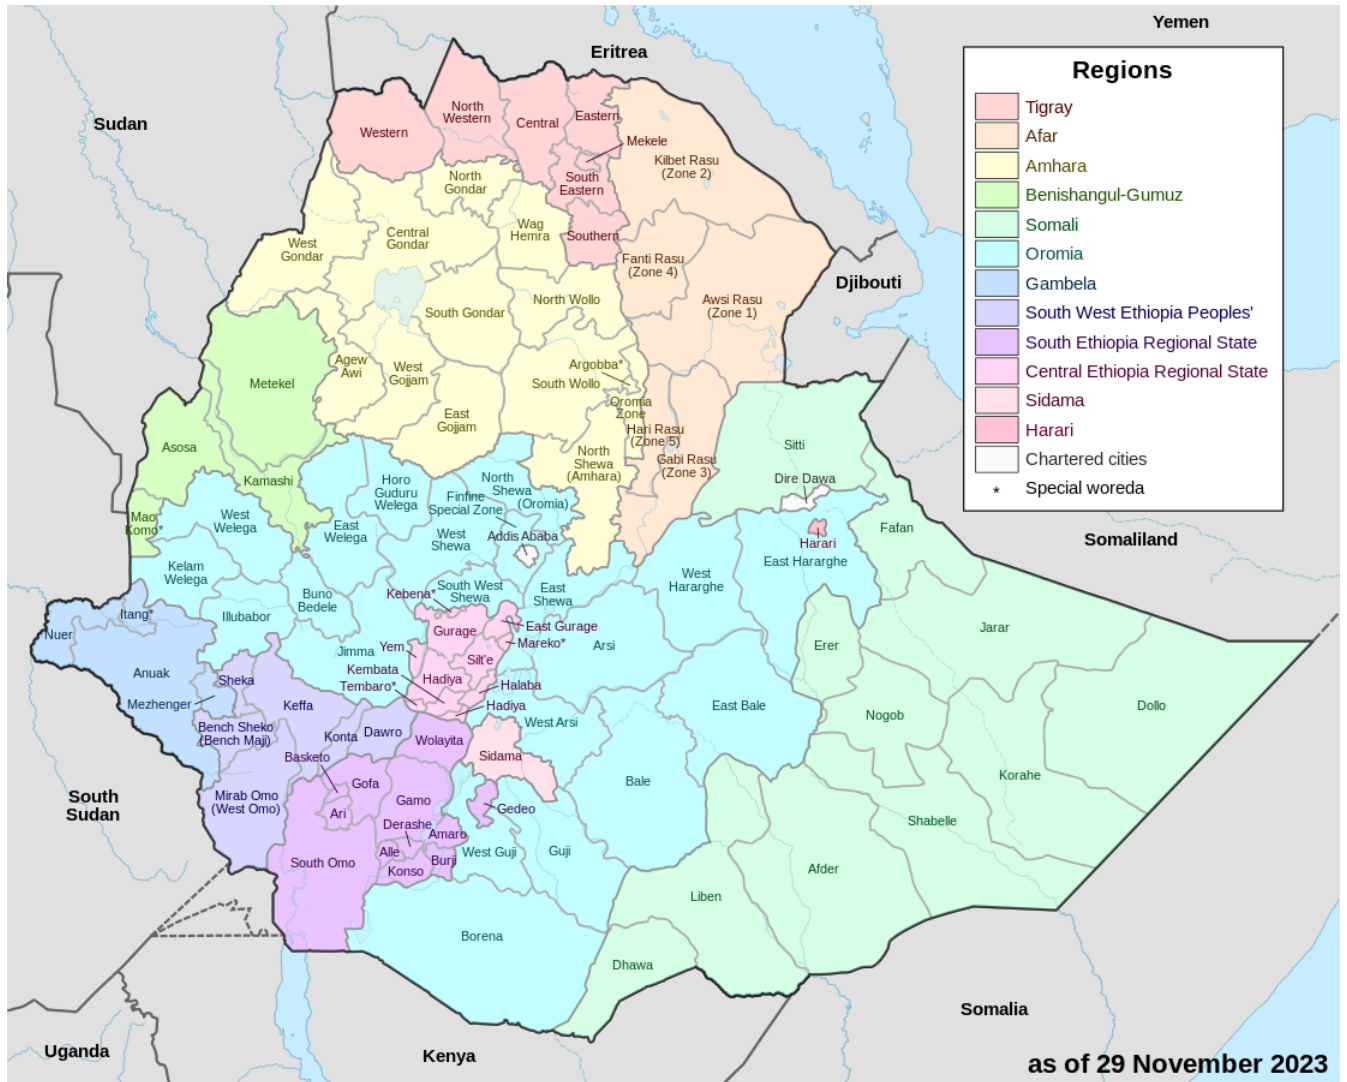 Yemen
Eritrea
Sudan
Regions
Tigray
Afar
Amhara
Benishangul-Gumuz
Somali
Oromia
Gambela
South West Ethiopia Peoples'
South Ethiopia Regional State
Central Ethiopia Regional State
Sidama
Harari
Chartered cities
* Special woreda
Western
North
Western
Central
Eastern
Mekele
South
Eastern
Southern
Kilbet Rasu
(Zone 2)
North
Gondar
Central
Gondar
West
Gondar
Wag
Hemra
Fanti Rasu
(Zone 4)
Djibouti
Awsi Rasu
(Zone 1)
North Wollo
South Gondar
Agew
Awi
West
Gojjam
Argobba*
South Wollo
Metekel
East
Gojjam
Oromia
Zone
Hari Rasu
(Zone 5)
Gabi Rasu
(Zone 3)
North
Shewa
(Amhara)
Sitti
Dire Dawa
Asosa
Kamashi
Mao
Komo*
West
Welega
Horo
Guduru
Welega
North
Shewa
(Oromia)
Finfine
Special Zone
East
Welega
West
Shewa
Addis Ababa
Harari
East Hararghe
Fafan
Somaliland
Kelam
Welega
Buno
Bedele
Kebena*
South West
Shewa
East
Shewa
West
Hararghe
Itang*
Nuer
Illubabor
Gurage
East Gurage
Mareko*
Arsi
Jimma
Yem
Silt'e
Erer
Jarar
Anuak
Sheka
Kembata
Hadiya
Tembaro*
Halaba
Hadiya
Mezhenger
Keffa
East Bale
Nogob
Dollo
Bench Sheko
(Bench Maji)
Konta
Dawro
Wolayita
West Arsi
Basketo
Sidama
Gofa
Bale
Korahe
South
Sudan
Mirab Omo
(West Omo)
Ari
Gamo
Gedeo
Derashe
Amaro
Shabelle
South Omo
Alle
Burji
Konso
West Guji
Guji
Afder
Liben
Borena
Dhawa
Somalia
Uganda
Kenya
as of 29 November 2023